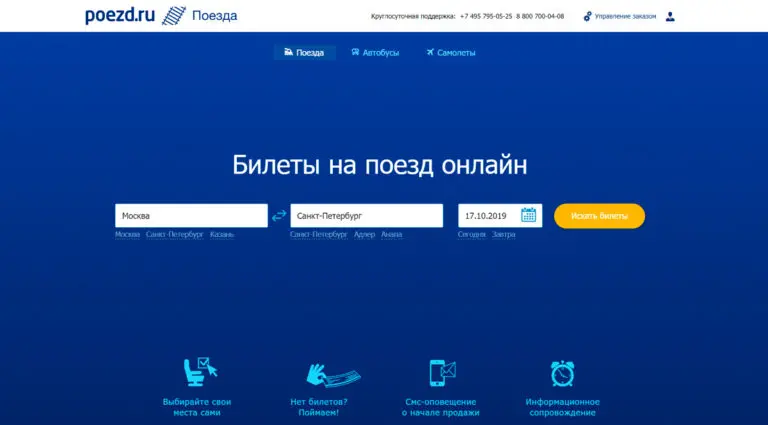 poezd.ru Поезда
Круглосуточная поддержка: +7 495 795-05-25 8 800 700-04-08 Управление заказом
Поезда Автобусы Самолеты
Билеты на поезд онлайн
Москва Санкт-Петербург 17.10.2019 Искать билеты
Москва Санкт-Петербург Казань Санкт-Петербург Адлер Анапа Сегодня Завтра
Выбирайте свои
места сами
Нет билетов?
Поймаем!
Смс-оповещение
о начале продажи
Информационное
сопровождение